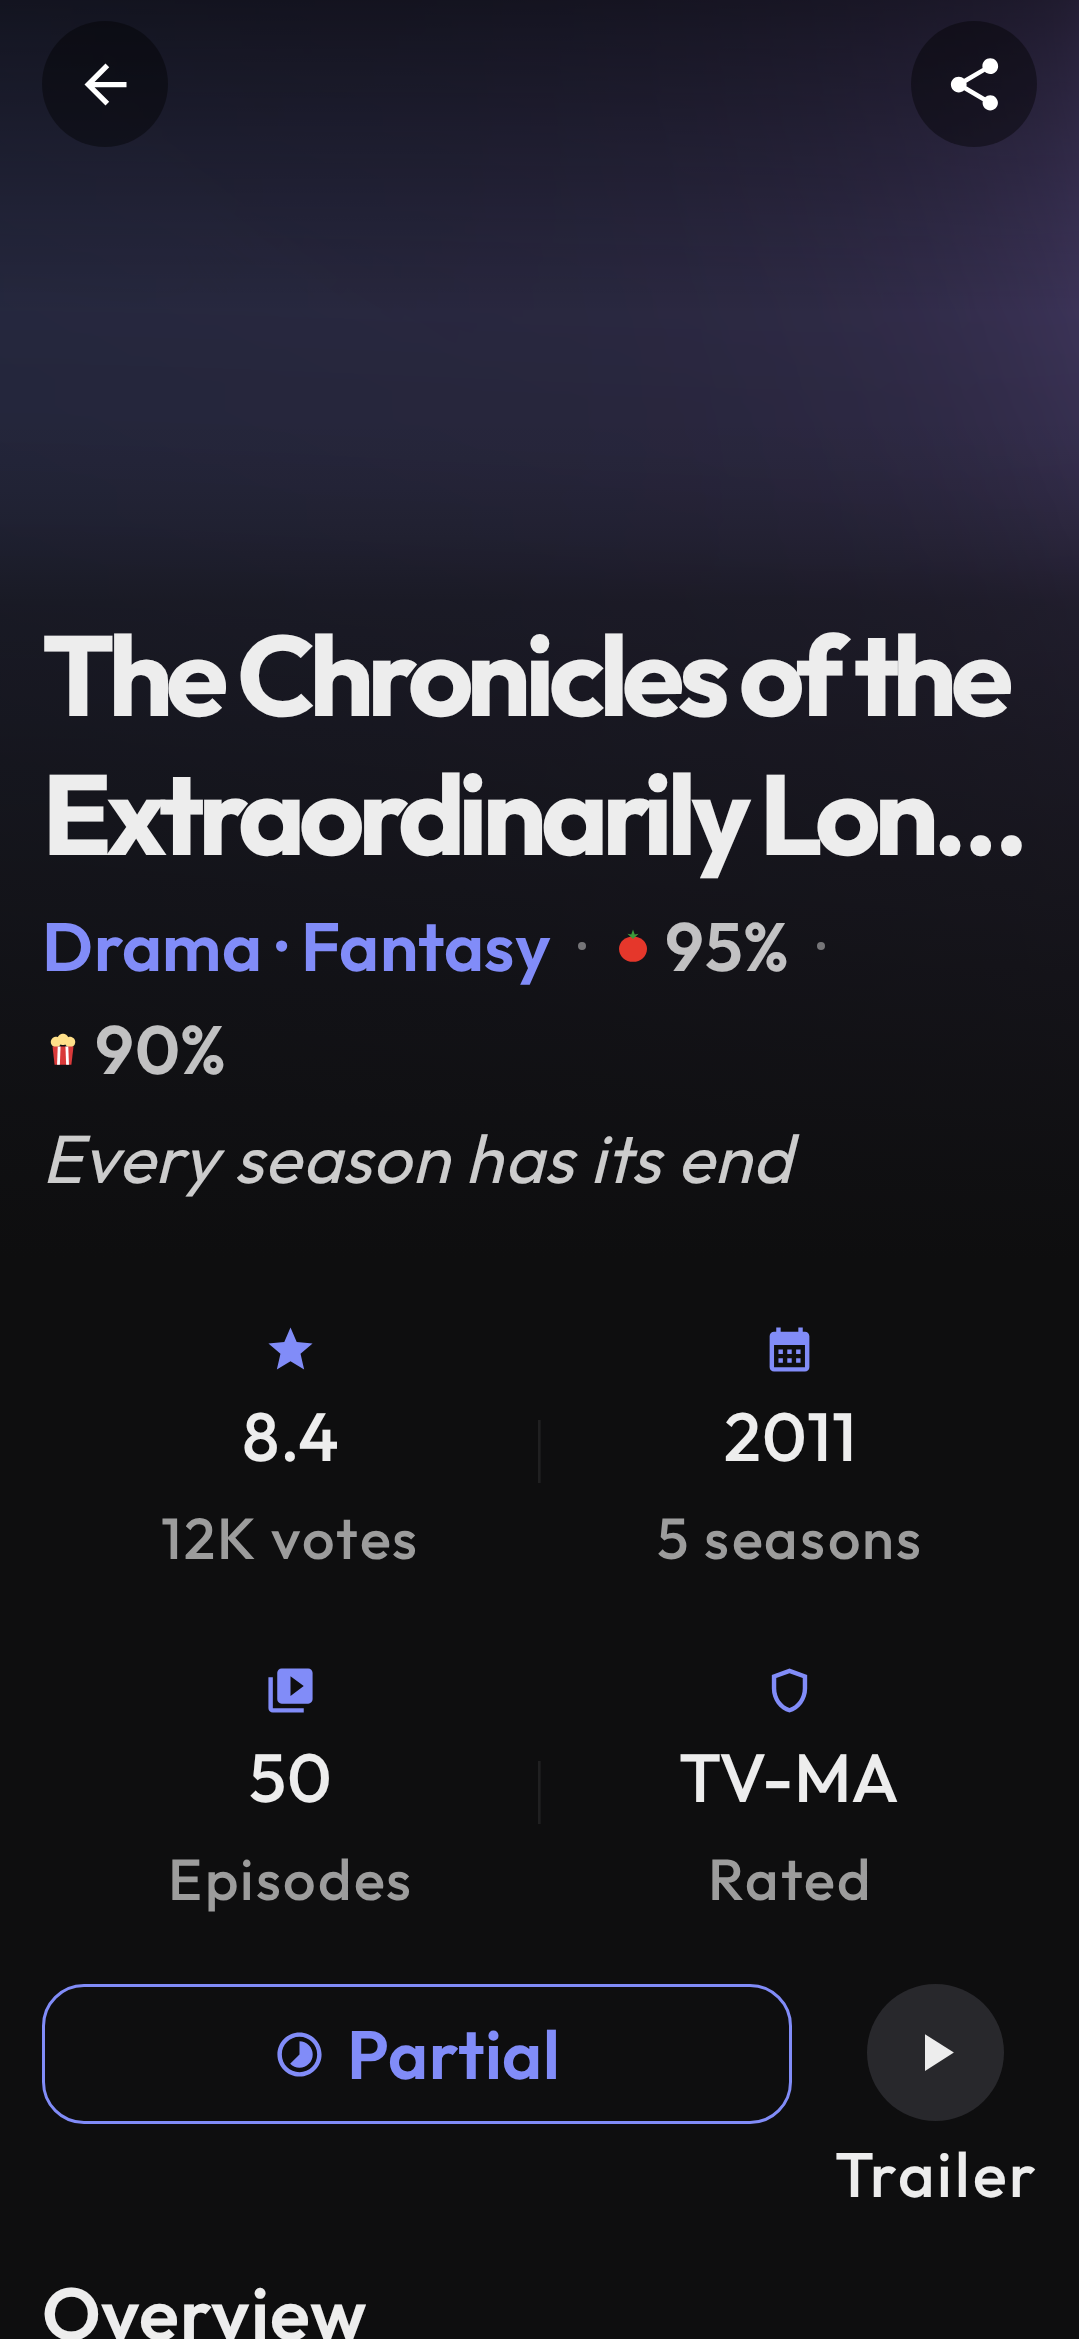 The Chronicles of the
Extraordinarily Lon...
Drama · Fantasy · 95% ·
90%
Every season has its end
8.4
12K votes
2011
5 seasons
50
Episodes
TV-MA
Rated
Partial
Trailer
Overview